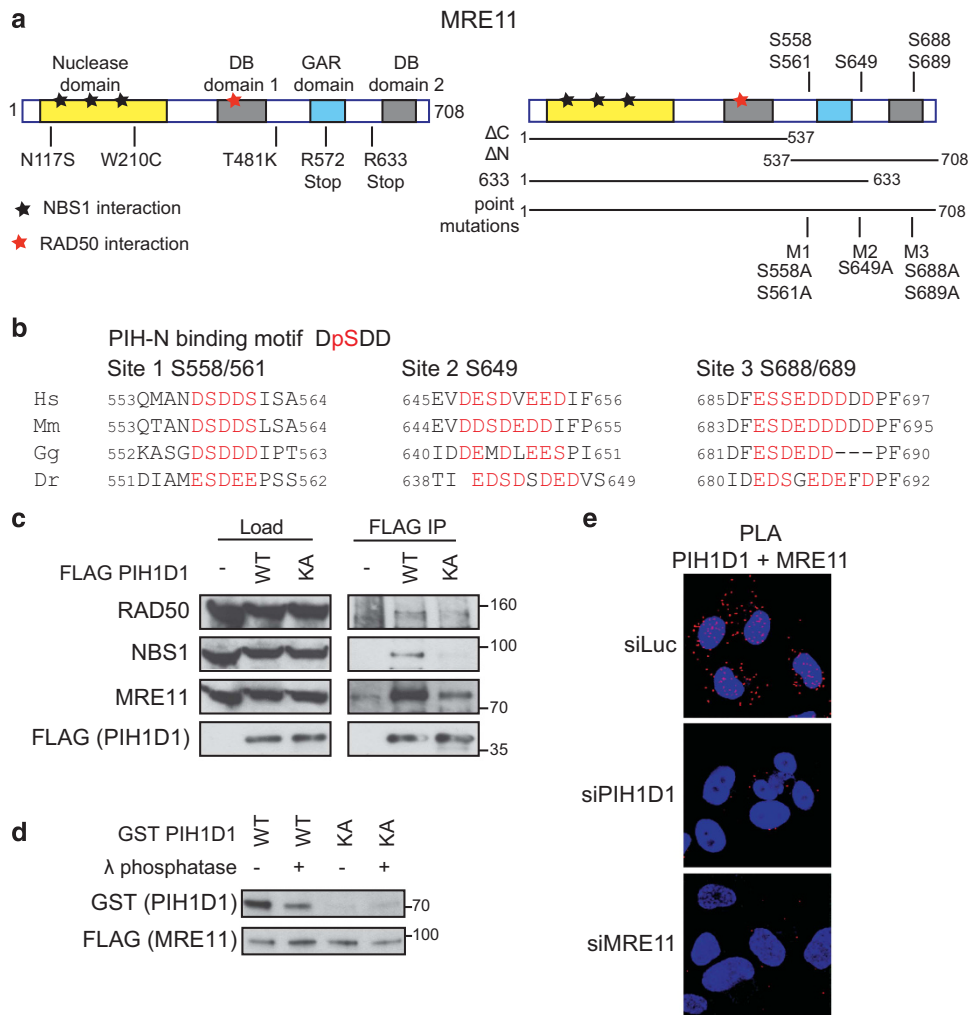 a
MRE11
Nuclease domain
DB domain 1
GAR domain
DB domain 2
1
708
N117S
W210C
T481K
R572 Stop
R633 Stop
NBS1 interaction
RAD50 interaction
S558
S561
S649
S688
S689
ΔC 1
537
ΔN
537
708
633 1
633
point mutations 1
708
M1
S558A
S561A
M2
S649A
M3
S688A
S689A
b
PIH-N binding motif DpSDD
Site 1 S558/561
Site 2 S649
Site 3 S688/689
Hs 553QMANDSDDSISA564 645EVDESDVEEDIF656 685DFESSEDDDDDPF697
Mm 553QTANDSDDSLSA564 644EVDDSDEDDIFP655 683DFESDEDDDDDPF695
Gg 552KASGDSDDDIPT563 640IDDEMDLEESPI651 681DFESDEDD---PF690
Dr 551DIAMESDEEPSS562 638TI EDSDSDEDVS649 680IDEDSGEDEFDPF692
c
Load
FLAG IP
FLAG PIH1D1 - WT KA - WT KA
RAD50
160
NBS1
100
MRE11
70
FLAG (PIH1D1)
35
d
GST PIH1D1 WT WT KA KA
λ phosphatase - + - +
GST (PIH1D1)
70
FLAG (MRE11)
100
e
PLA
PIH1D1 + MRE11
siLuc
siPIH1D1
siMRE11